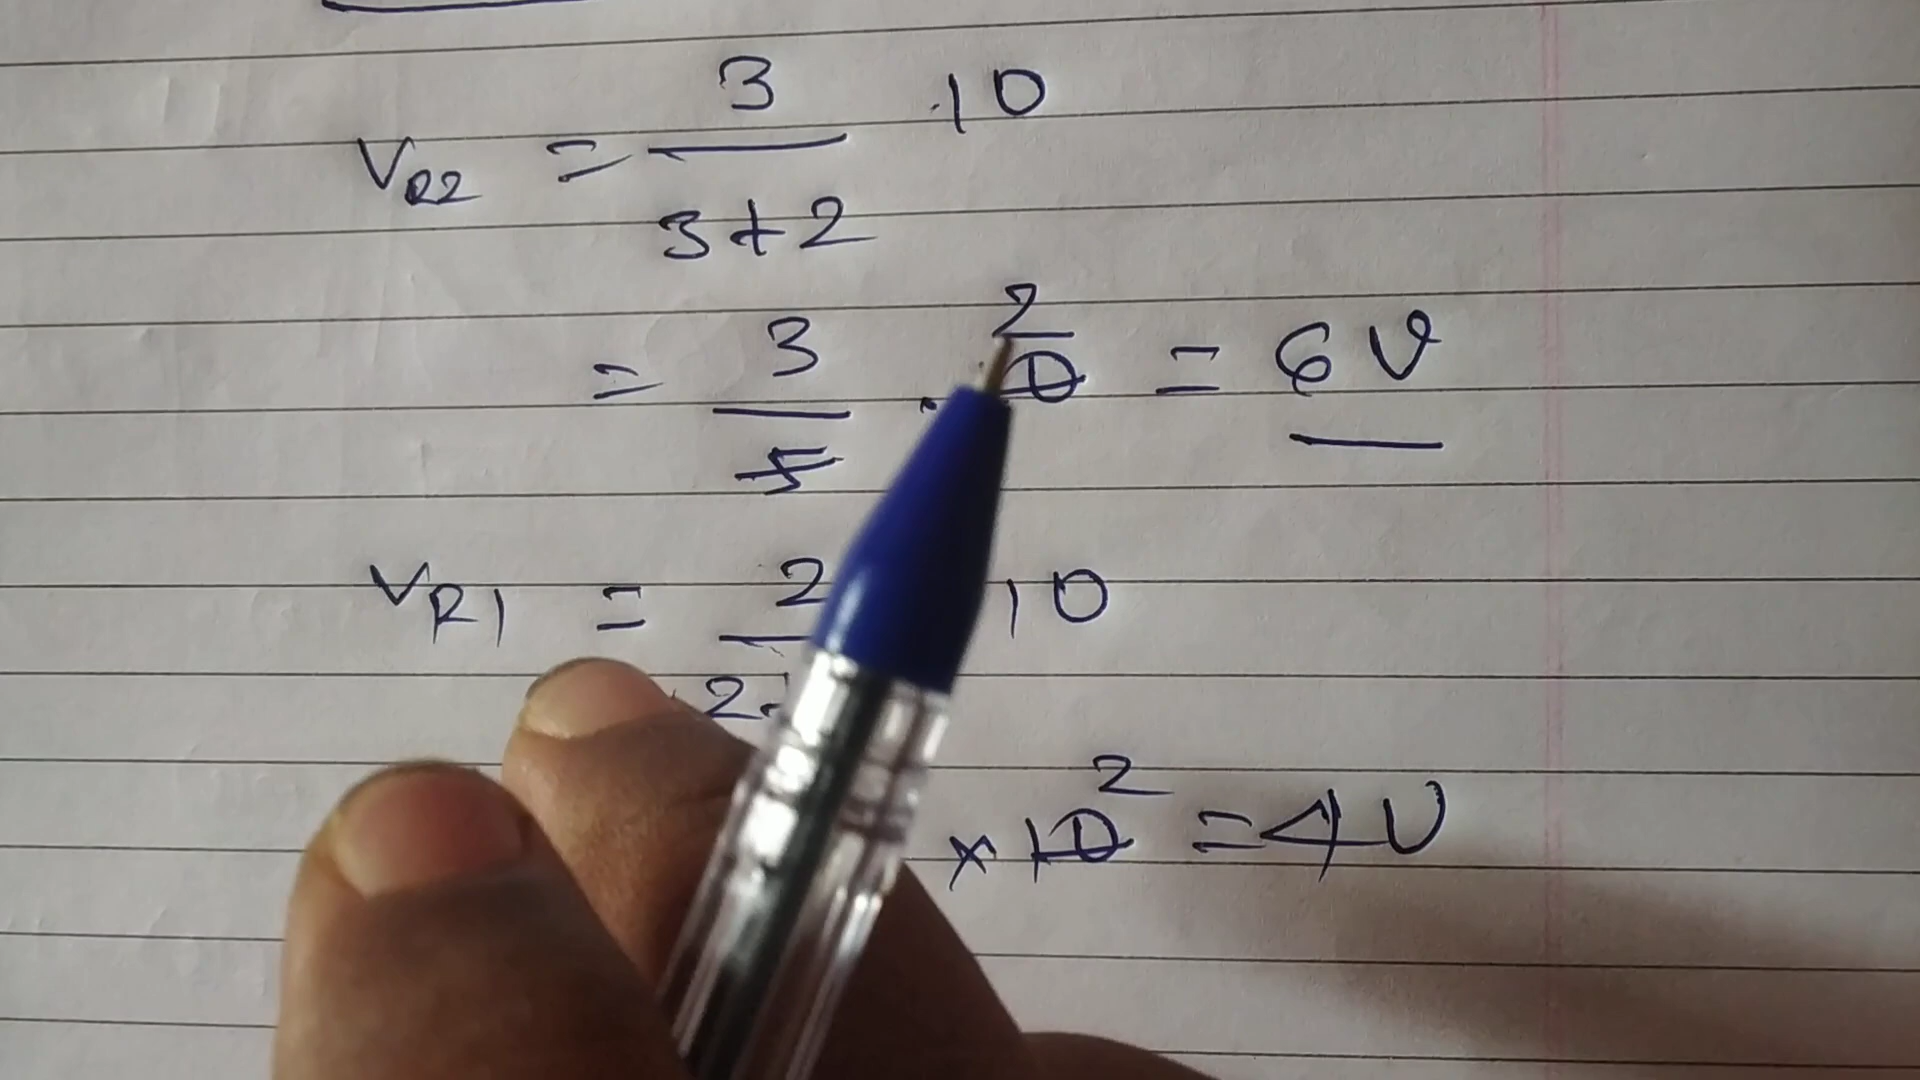 3 .10
VR2 = ———
3+2
2
= 3/5 . 10 = 6V
VR1 = 2 10
2+
2
×10 = 4V